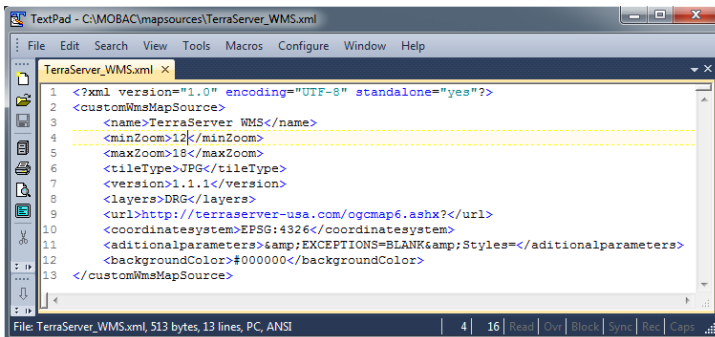 TextPad - C:\MOBAC\mapsources\TerraServer_WMS.xml
File Edit Search View Tools Macros Configure Window Help
TerraServer_WMS.xml
1 <?xml version="1.0" encoding="UTF-8" standalone="yes"?>
2 <customWmsMapSource>
3 <name>TerraServer WMS</name>
4 <minZoom>12</minZoom>
5 <maxZoom>18</maxZoom>
6 <tileType>JPG</tileType>
7 <version>1.1.1</version>
8 <layers>DRG</layers>
9 <url>http://terraserver-usa.com/ogcmap6.ashx?</url>
10 <coordinatesystem>EPSG:4326</coordinatesystem>
11 <aditionalparameters>&amp;EXCEPTIONS=BLANK&amp;Styles=</aditionalparameters>
12 <backgroundColor>#000000</backgroundColor>
13 </customWmsMapSource>
File: TerraServer_WMS.xml, 513 bytes, 13 lines, PC, ANSI 4 16 Read Ovr Block Sync Rec Caps